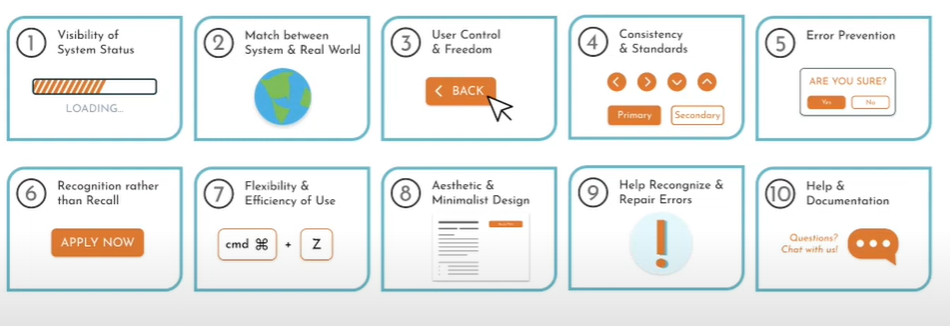 1 Visibility of
System Status
LOADING...
2 Match between
System & Real World
3 User Control
& Freedom
BACK
4 Consistency
& Standards
Primary Secondary
5 Error Prevention
ARE YOU SURE?
Yes No
6 Recognition rather
than Recall
APPLY NOW
7 Flexibility &
Efficiency of Use
cmd ⌘ + Z
8 Aesthetic &
Minimalist Design
9 Help Recongnize &
Repair Errors
10 Help &
Documentation
Questions?
Chat with us!